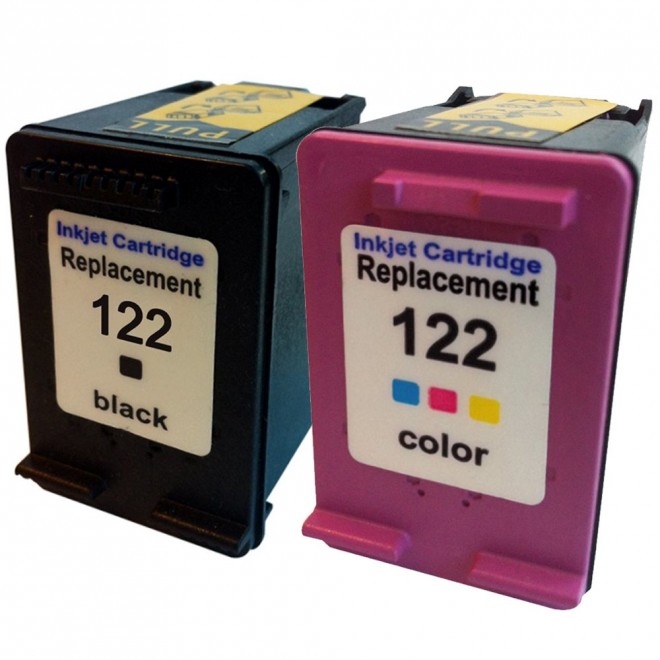 PULL
Inkjet Cartridge
Replacement
122
black
PULL
Inkjet Cartridge
Replacement
122
color